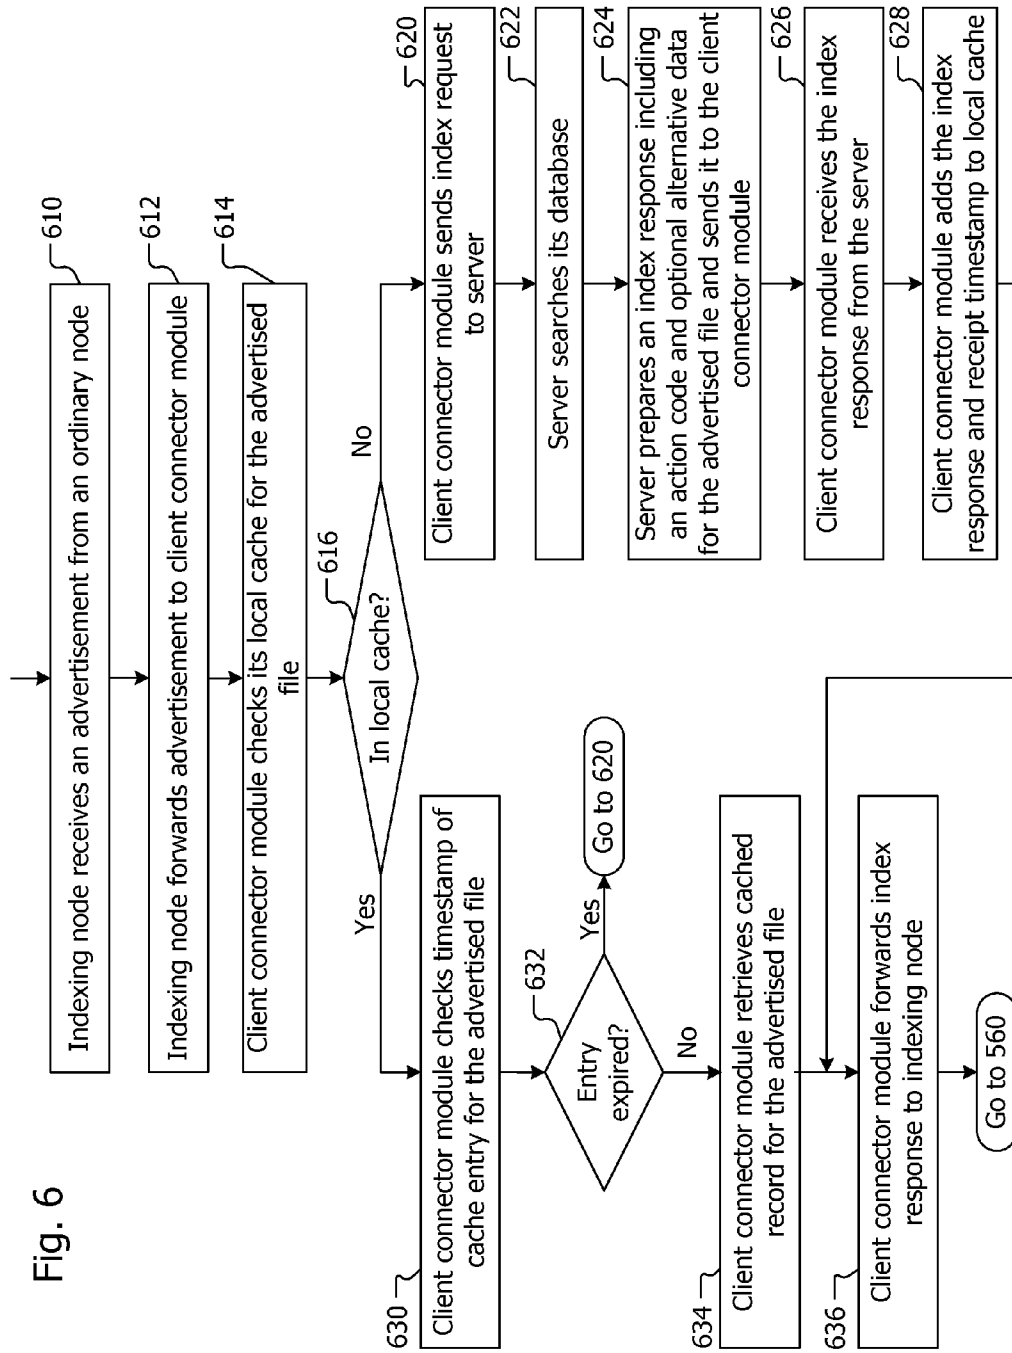 Fig. 6
610
Indexing node receives an advertisement from an ordinary node
612
Indexing node forwards advertisement to client connector module
614
Client connector module checks its local cache for the advertised
file
616
In local cache?
Yes
No
620
Client connector module sends index request
to server
622
Server searches its database
624
Server prepares an index response including
an action code and optional alternative data
for the advertised file and sends it to the client
connector module
626
Client connector module receives the index
response from the server
628
Client connector module adds the index
response and receipt timestamp to local cache
630
Client connector module checks timestamp of
cache entry for the advertised file
632
Entry
expired?
Yes
Go to 620
No
634
Client connector module retrieves cached
record for the advertised file
636
Client connector module forwards index
response to indexing node
Go to 560